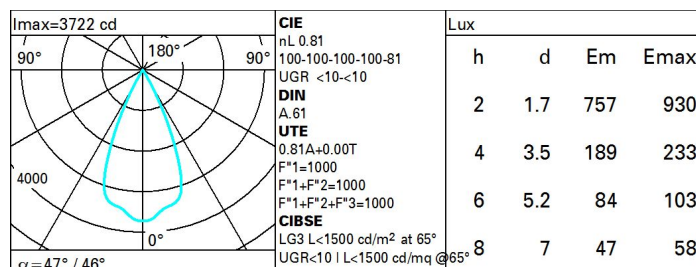 Imax=3722 cd
90° 180° 90°
4000
0°
α=47° / 46°
CIE
nL 0.81
100-100-100-100-81
UGR <10-<10
DIN
A.61
UTE
0.81A+0.00T
F"1=1000
F"1+F"2=1000
F"1+F"2+F"3=1000
CIBSE
LG3 L<1500 cd/m² at 65°
UGR<10 | L<1500 cd/mq @65°
Lux
h d Em Emax
2 1.7 757 930
4 3.5 189 233
6 5.2 84 103
8 7 47 58